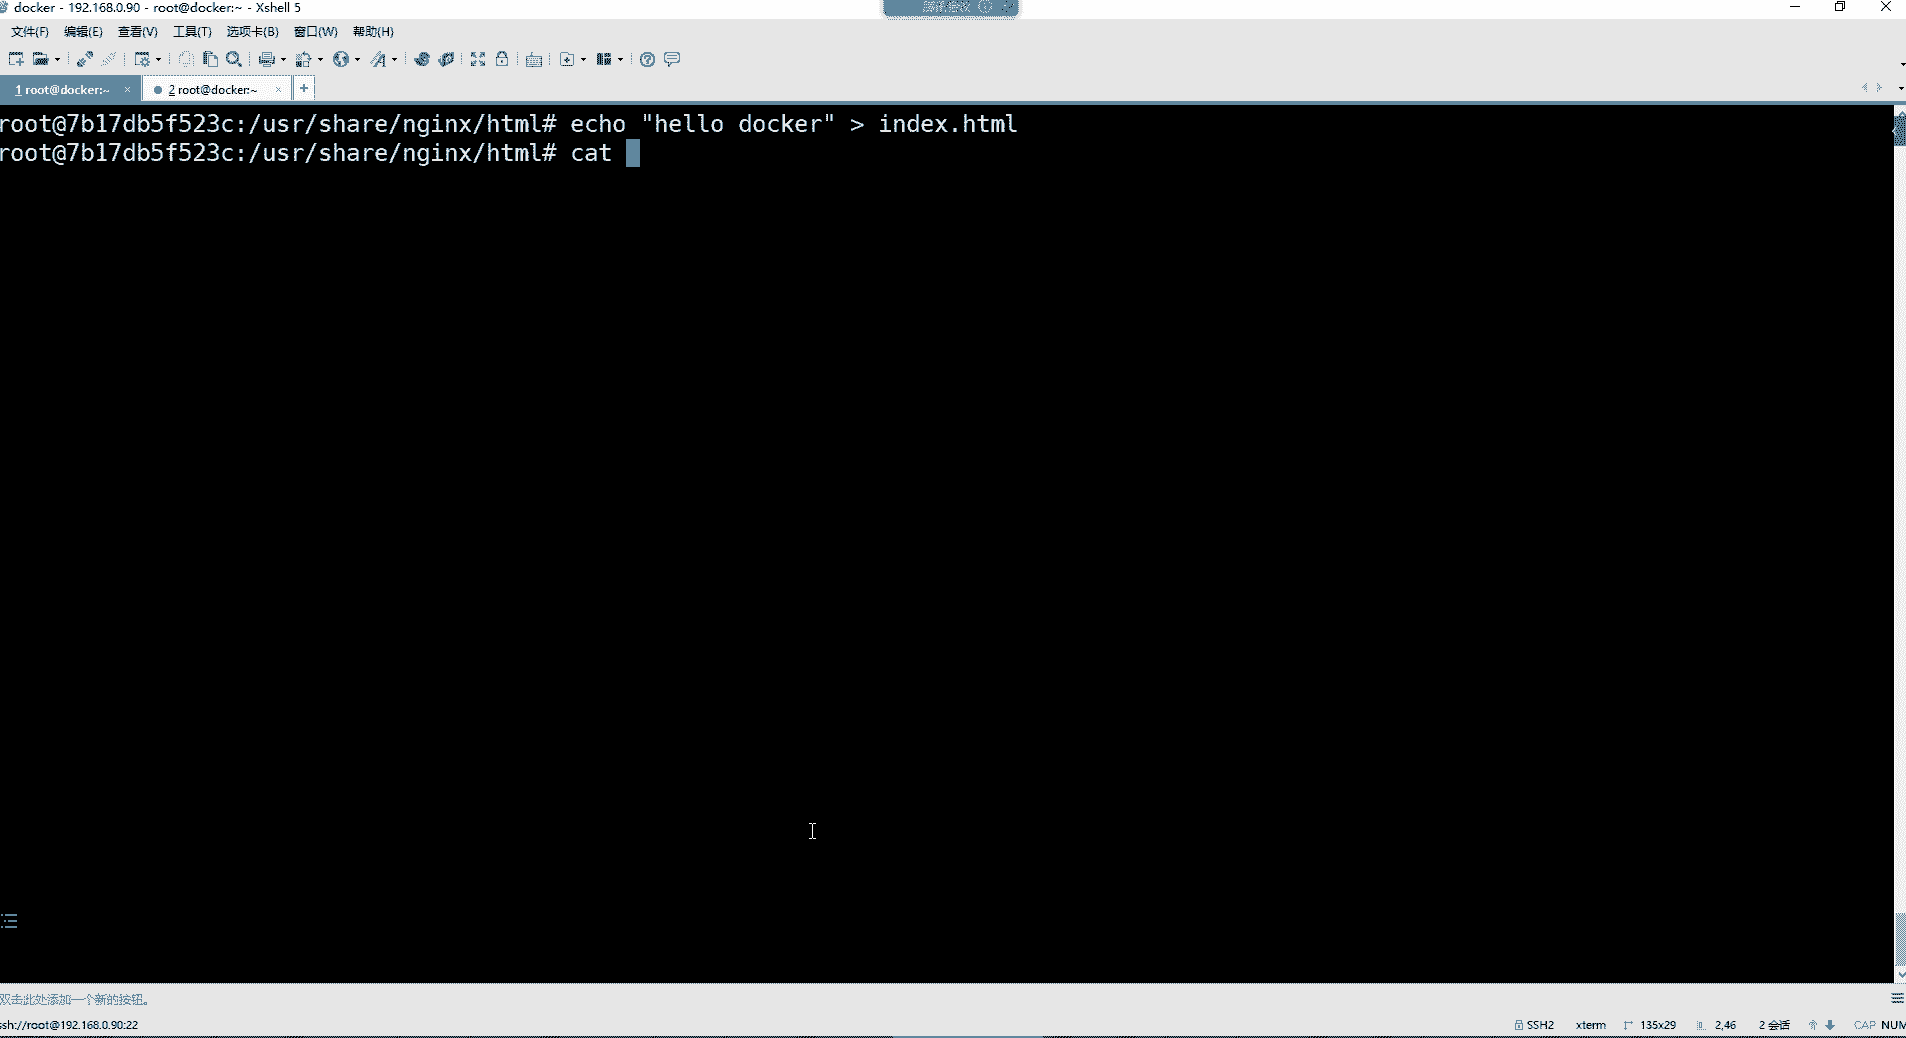 docker - 192.168.0.90 - root@docker:~ - Xshell 5
腾讯会议
文件(F) 编辑(E) 查看(V) 工具(T) 选项卡(B) 窗口(W) 帮助(H)
1 root@docker:~ × 2 root@docker:~ × +
root@7b17db5f523c:/usr/share/nginx/html# echo "hello docker" > index.html
root@7b17db5f523c:/usr/share/nginx/html# cat
双击此处添加一个新的按钮。
ssh://root@192.168.0.90:22 SSH2 xterm 135x29 2,46 2 会话 CAP NUM